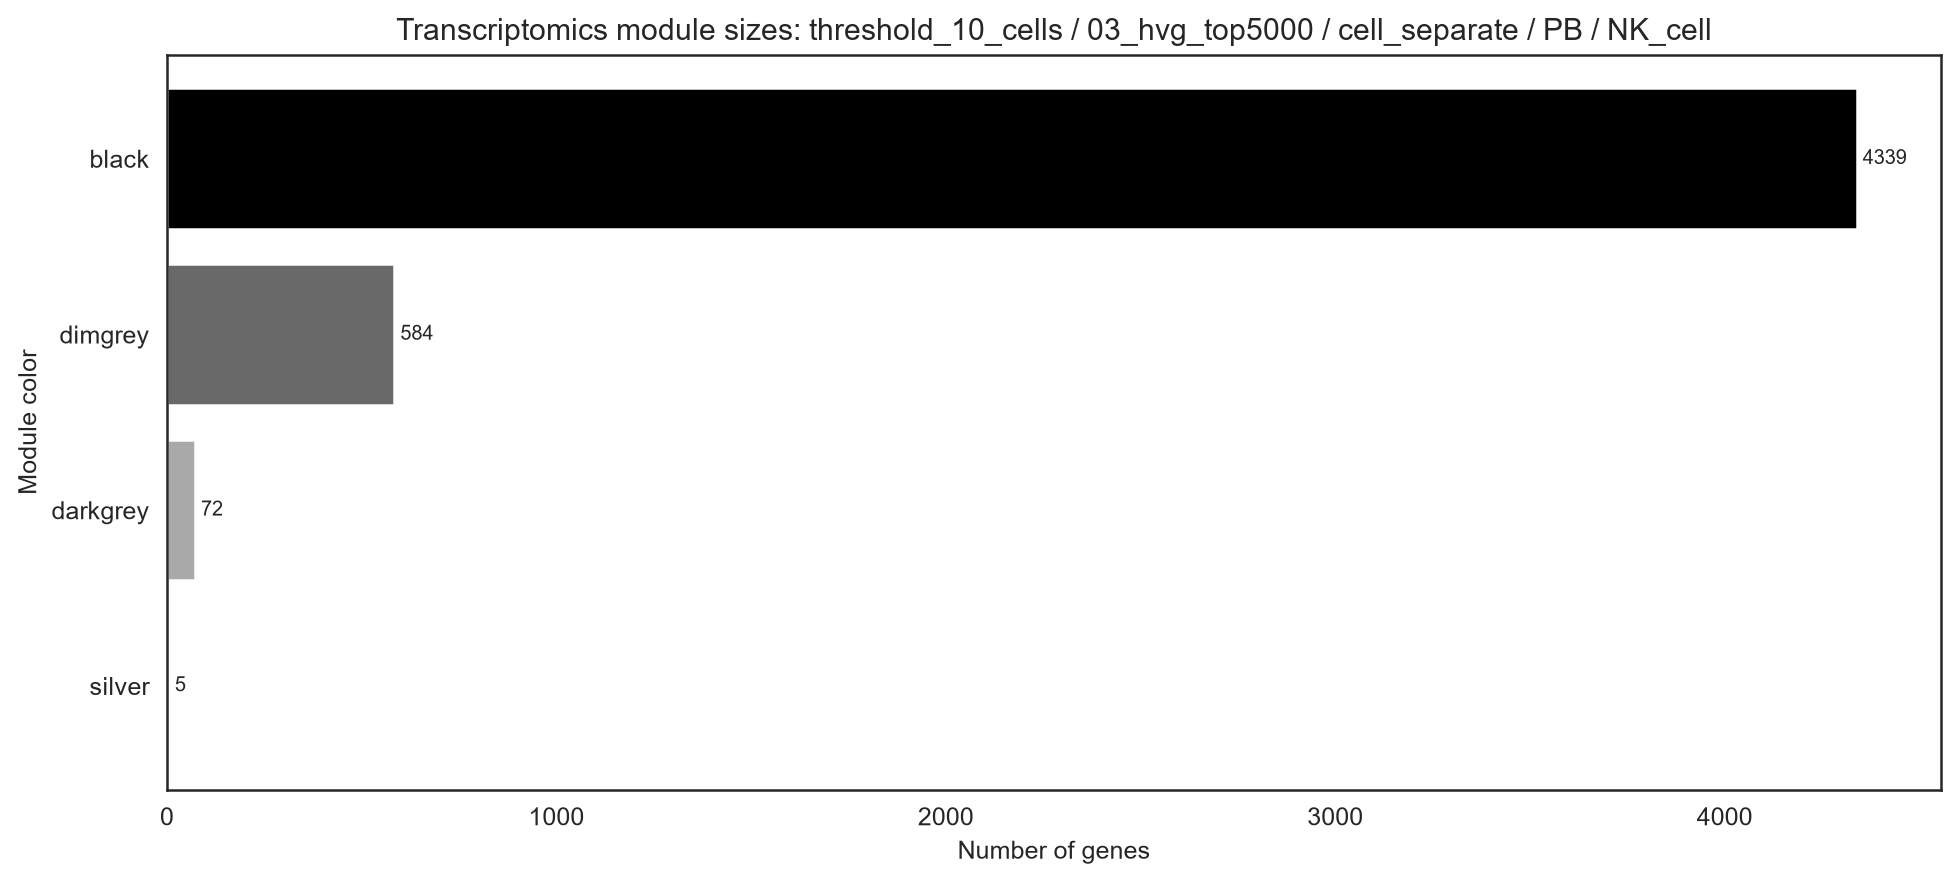 Transcriptomics module sizes: threshold_10_cells / 03_hvg_top5000 / cell_separate / PB / NK_cell
Module color
black
4339
dimgrey
584
darkgrey
72
silver
5
0
1000
2000
3000
4000
Number of genes